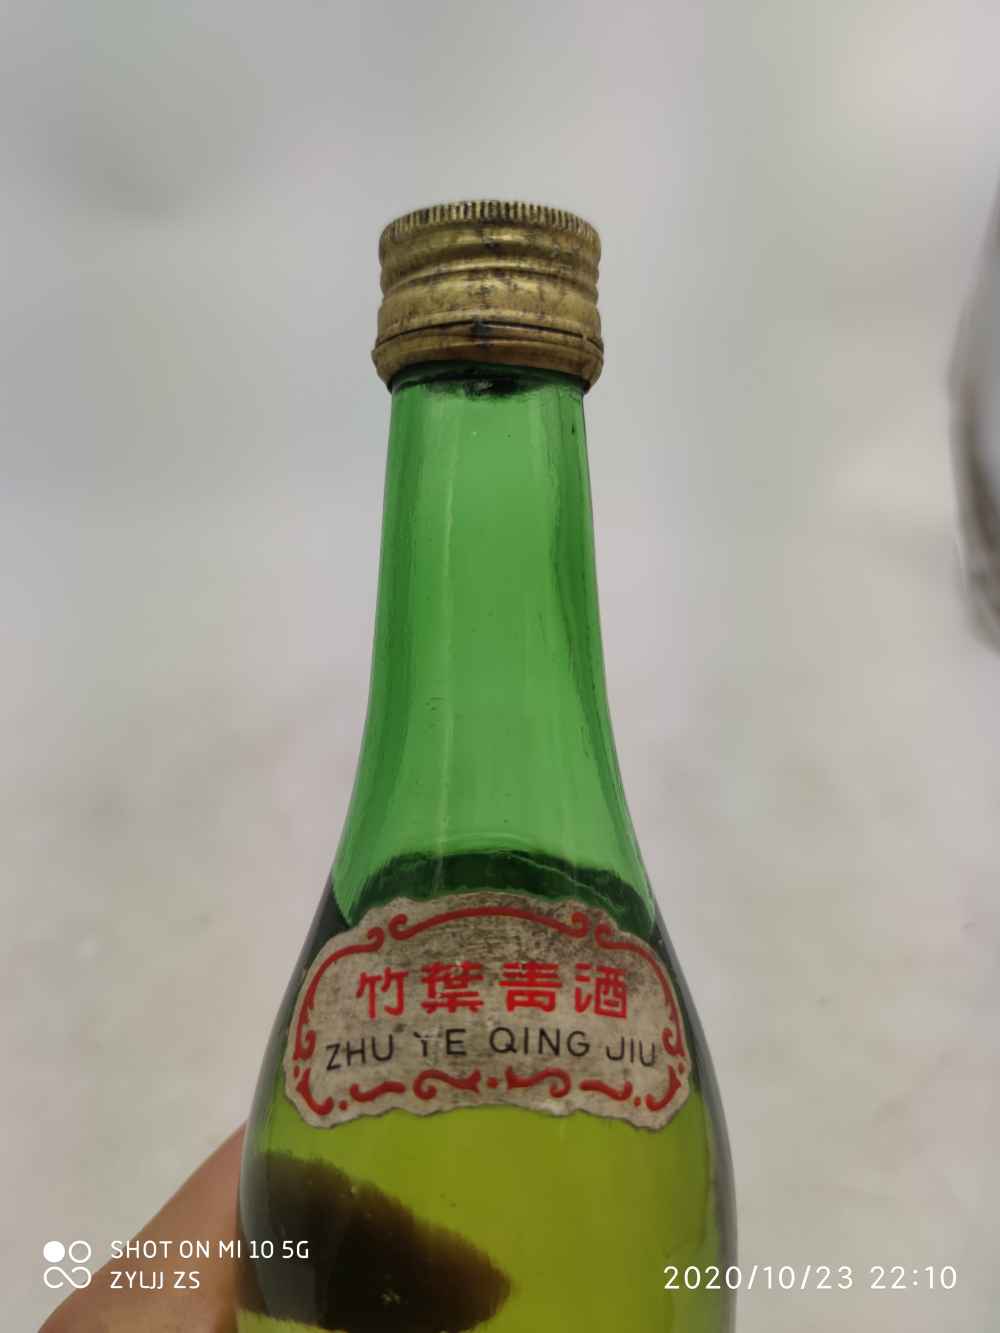 竹葉青酒
ZHU YE QING JIU
SHOT ON MI 10 5G
ZYLJJ ZS
2020/10/23 22:10